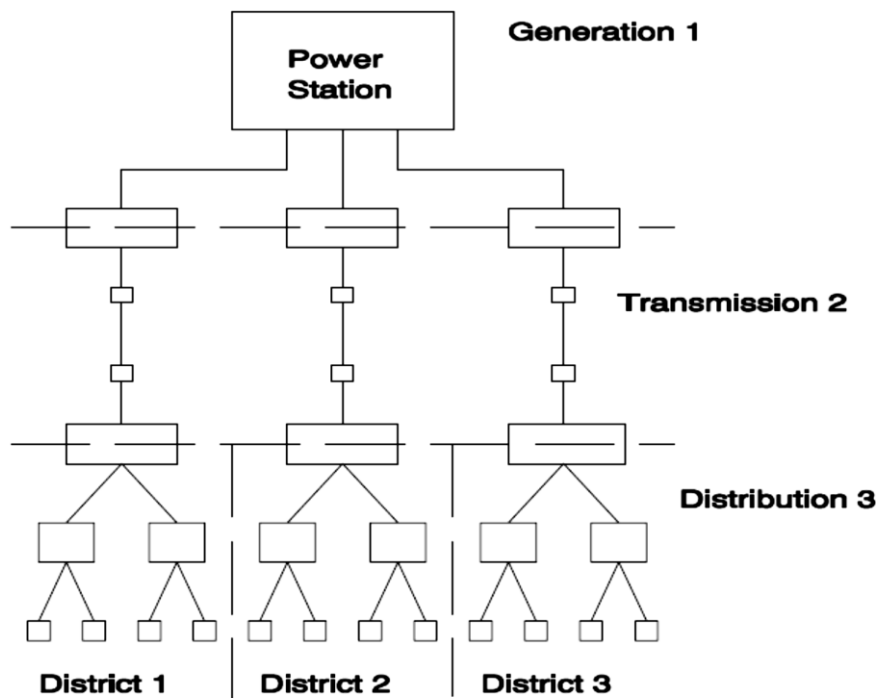 Generation 1
Power
Station
Transmission 2
Distribution 3
District 1
District 2
District 3